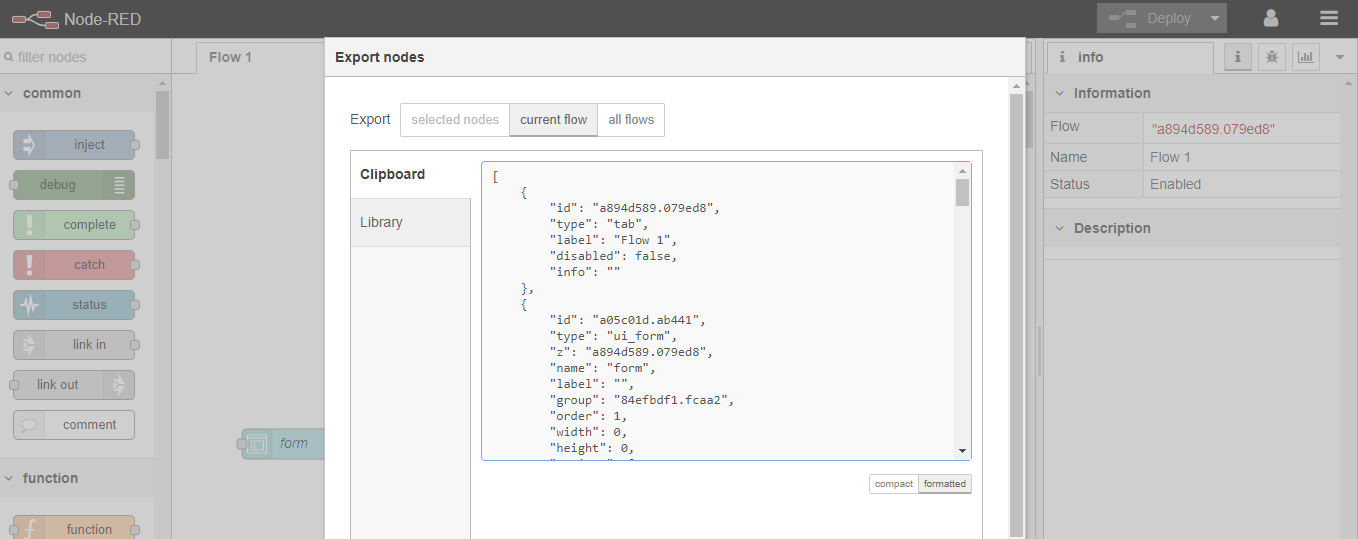 Node-RED
Deploy
filter nodes
Flow 1
Export nodes
info
common
Information
inject
Export
selected nodes
current flow
all flows
Flow
"a894d589.079ed8"
Name
Flow 1
Status
Enabled
debug
Clipboard
Library
[
    {
        "id": "a894d589.079ed8",
        "type": "tab",
        "label": "Flow 1",
        "disabled": false,
        "info": ""
    },
    {
        "id": "a05c01d.ab441",
        "type": "ui_form",
        "z": "a894d589.079ed8",
        "name": "form",
        "label": "",
        "group": "84efbdf1.fcaa2",
        "order": 1,
        "width": 0,
        "height": 0,
complete
Description
catch
status
link in
link out
comment
form
function
compact
formatted
function